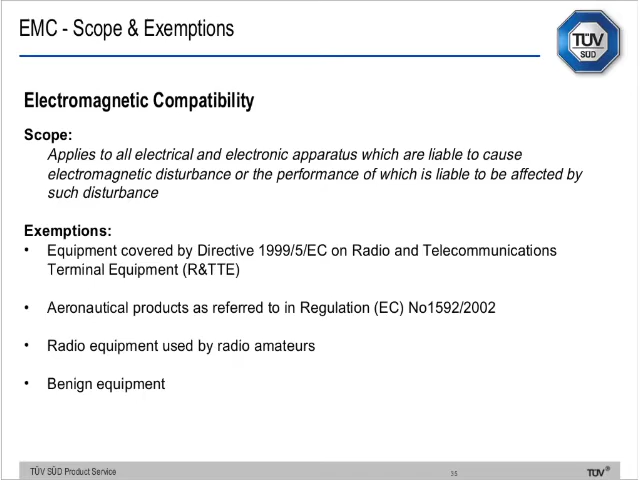 EMC - Scope & Exemptions
TÜV
SÜD
Electromagnetic Compatibility
Scope:
Applies to all electrical and electronic apparatus which are liable to cause
electromagnetic disturbance or the performance of which is liable to be affected by
such disturbance
Exemptions:
• Equipment covered by Directive 1999/5/EC on Radio and Telecommunications
Terminal Equipment (R&TTE)
• Aeronautical products as referred to in Regulation (EC) No1592/2002
• Radio equipment used by radio amateurs
• Benign equipment
TÜV SÜD Product Service
35
TÜV®